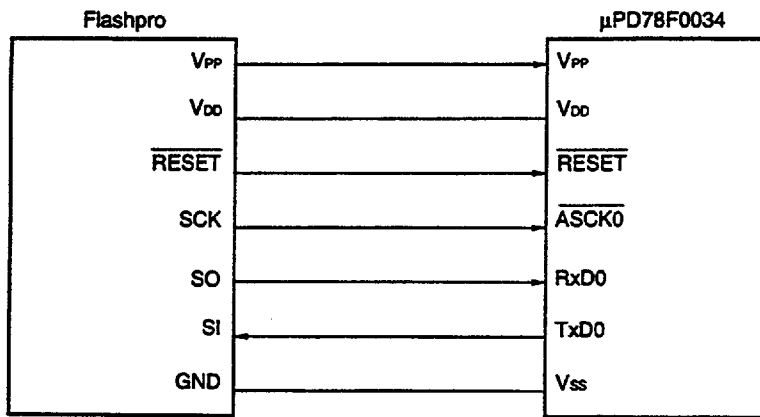 Flashpro μPD78F0034
VPP VPP
VDD VDD
RESET RESET
SCK ASCK0
SO RxD0
SI TxD0
GND VSS